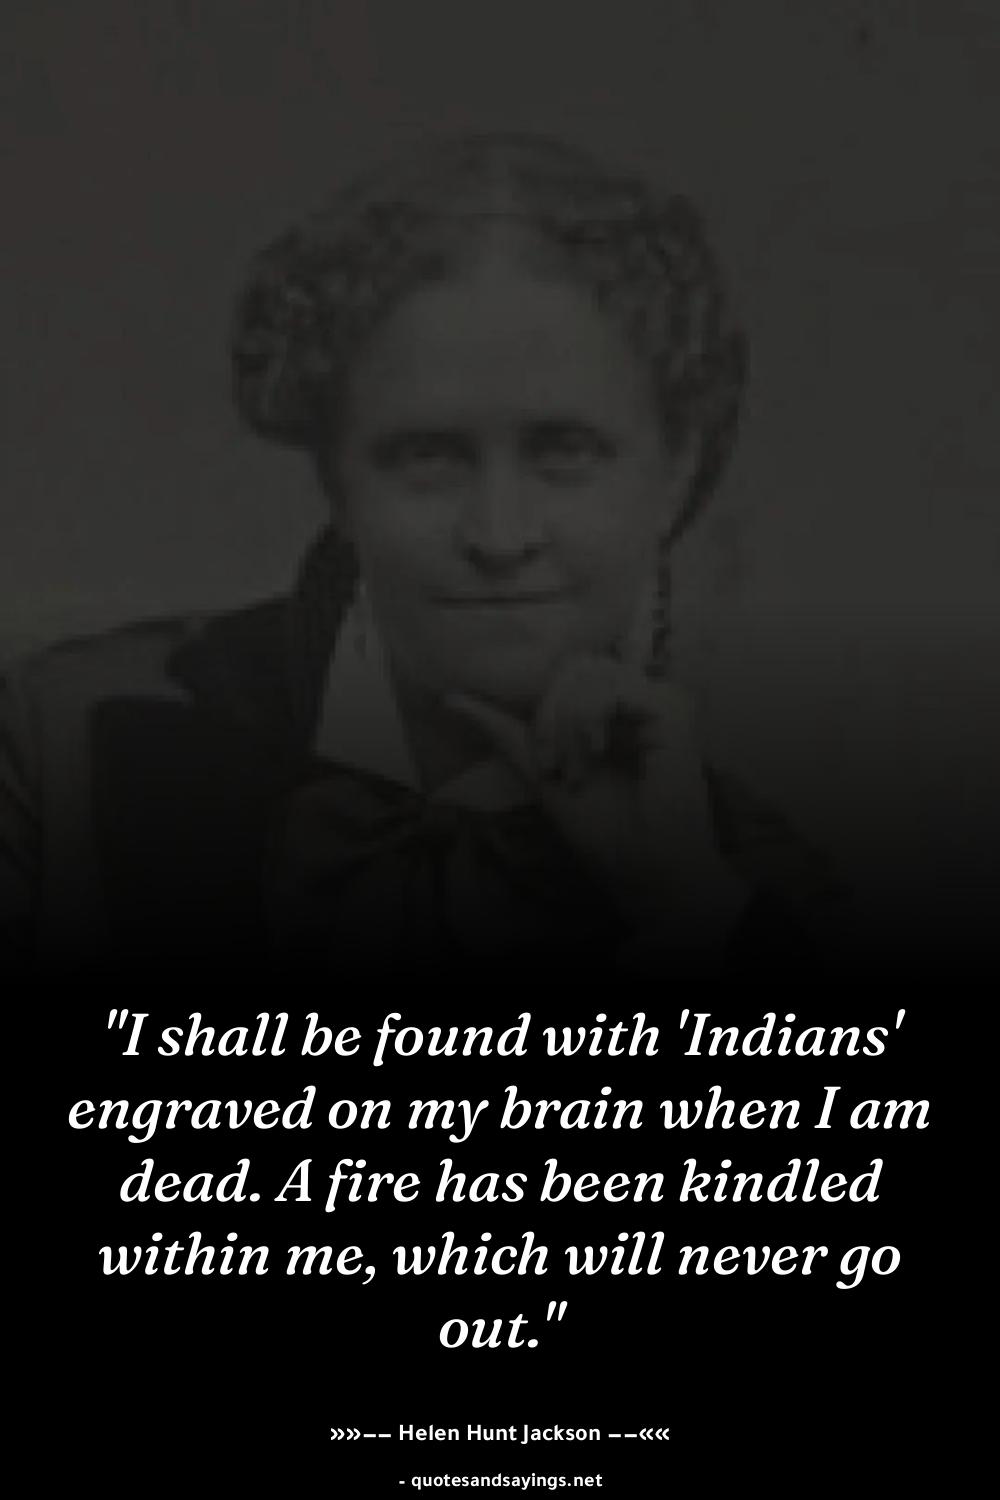 "I shall be found with 'Indians'
engraved on my brain when I am
dead. A fire has been kindled
within me, which will never go
out."
»»–– Helen Hunt Jackson ––««
- quotesandsayings.net